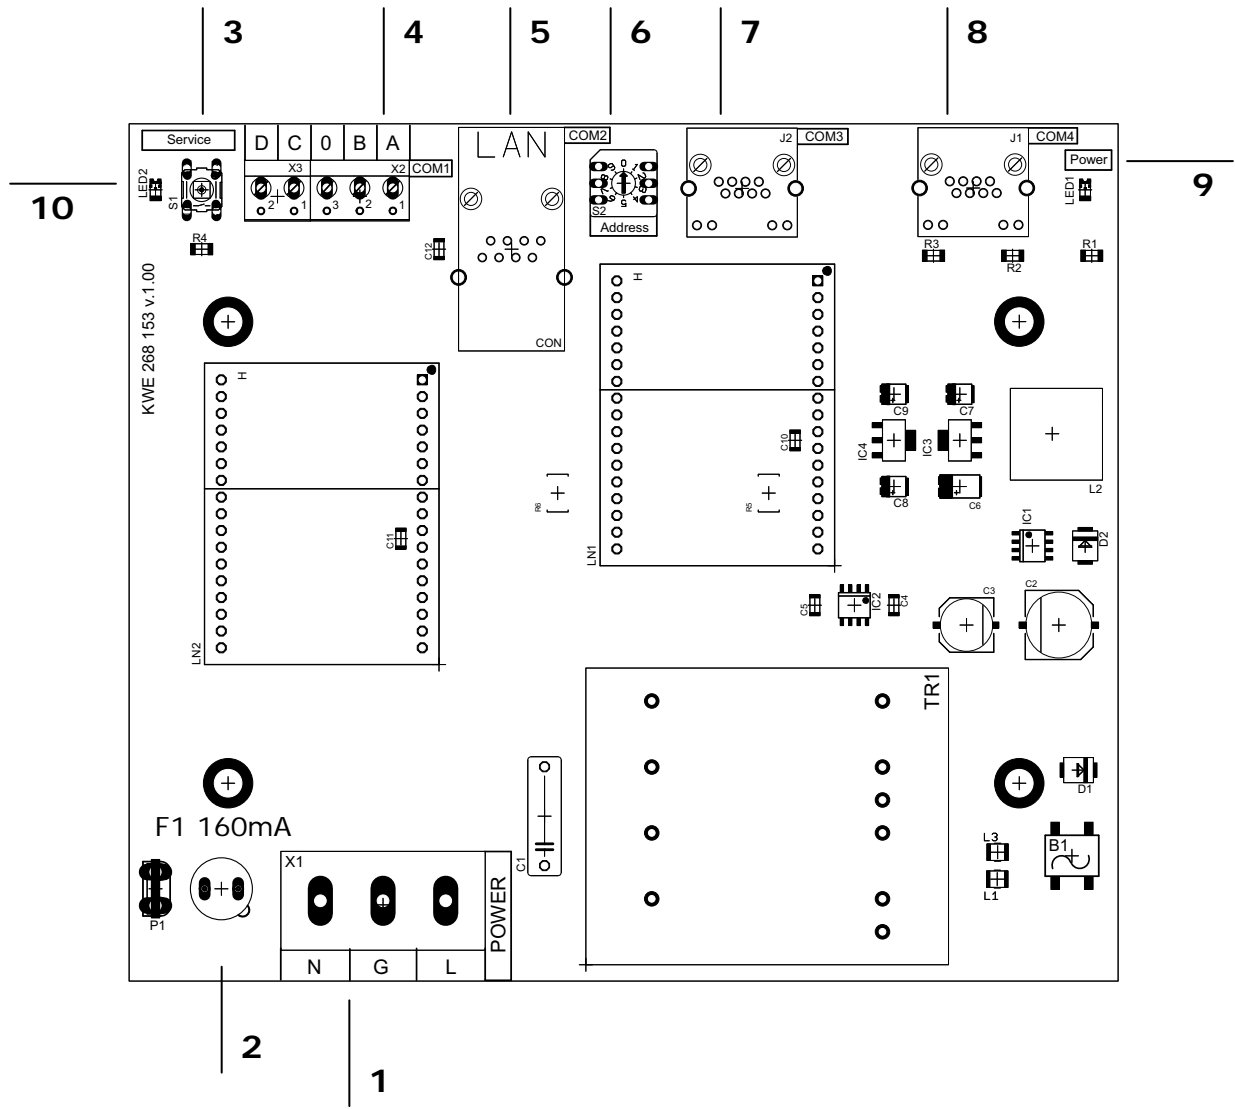 3 4 5 6 7 8
Service D C 0 B A LAN COM2 J2 COM3 J1 COM4
X3 X2 COM1
Power
10 LED2 S1 2 1 3 2 1 S2 LED1 9
Address
R4 C12 R3 R2 R1
KWE 268 153 v.1.00
H
CON
H
C9 C7
IC4 IC3
C10
L2
R6 R5 C8 C6
C11 IC1 D2
LN1
C5 IC2 C4 C3 C2
LN2
TR1
D1
F1 160mA
X1 C1 L3 B1
P1 POWER L1
N G L
2
1